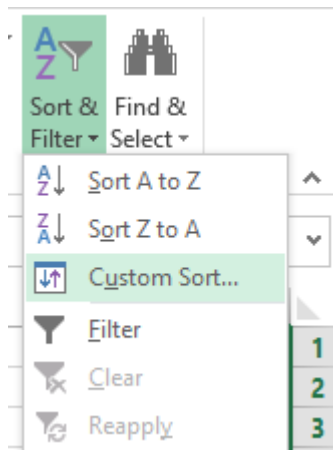 Sort & Find &
Filter Select
Sort A to Z
Sort Z to A
Custom Sort...
Filter
Clear
Reapply
1
2
3